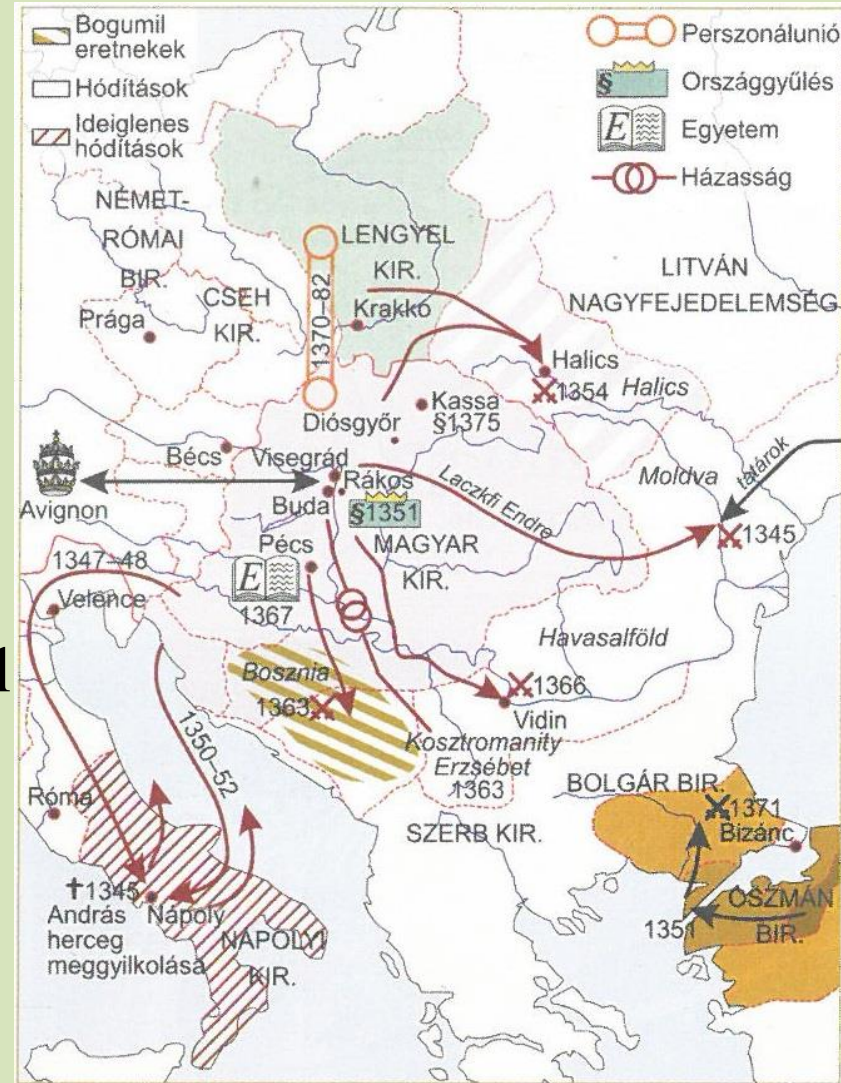 Bogumil
eretnekek
Hódítások
Ideiglenes
hódítások
Perszonálunió
§ Országgyűlés
E Egyetem
Házasság
NÉMET-
RÓMAI
BIR.
CSEH
KIR.
Prága
LENGYEL
KIR.
Krakkó
1370–82
LITVÁN
NAGYFEJEDELEMSÉG
Halics
1354
Halics
Kassa
§1375
Diósgyőr
Bécs
Visegrád
Rákos
Buda
§1351
Avignon
Laczkfi Endre
Moldva
tatárok
1345
MAGYAR
KIR.
Pécs
E
1367
1347–48
Velence
1
Havasalföld
Bosznia
1363
1366
Vidin
Kosztromanity
Erzsébet
1363
1350–52
BOLGÁR BIR.
1371
Bizánc
SZERB KIR.
Róma
†1345
András
herceg
meggyilkolása
Nápoly
NÁPOLYI
KIR.
1351
OSZMÁN
BIR.